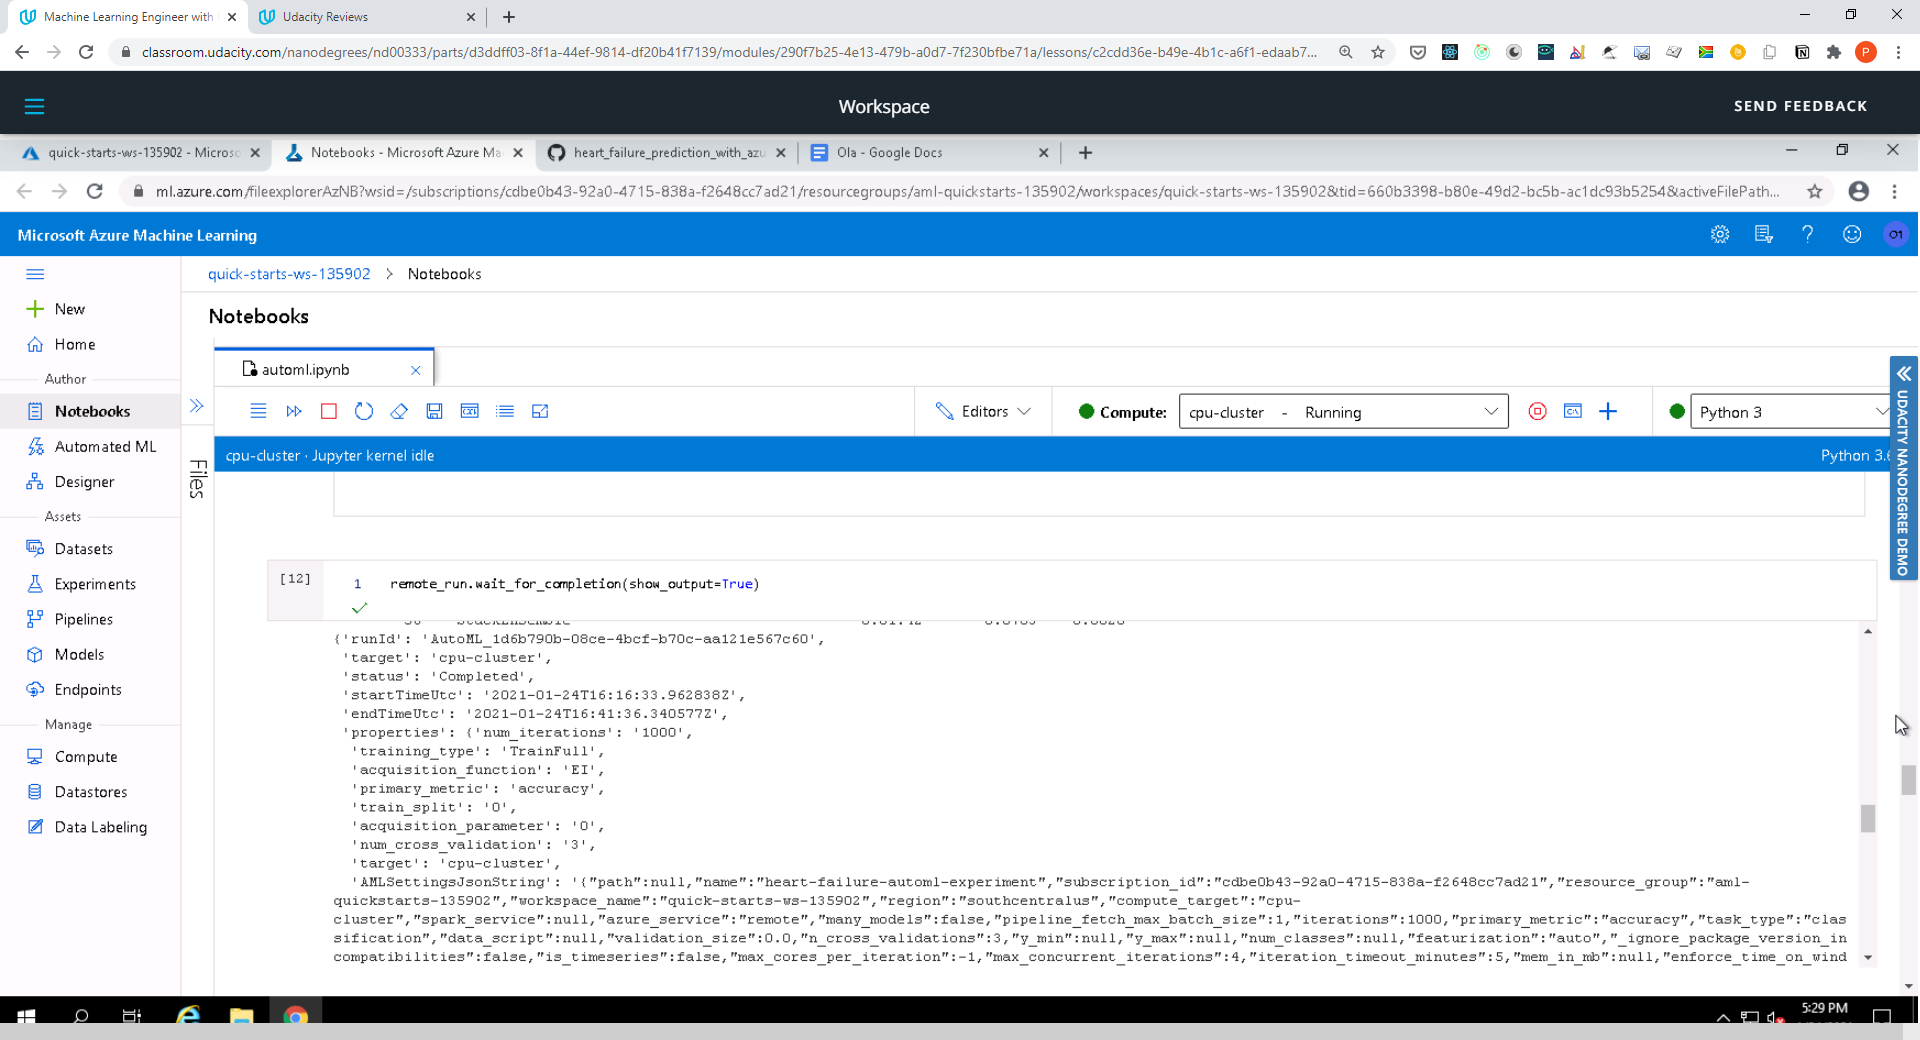 Machine Learning Engineer with
Udacity Reviews
classroom.udacity.com/nanodegrees/nd00333/parts/d3ddff03-8f1a-44ef-9814-df20b41f7139/modules/290f7b25-4e13-479b-a0d7-7f230bfbe71a/lessons/c2cdd36e-b49e-4b1c-a6f1-edaab7...
P
Workspace
SEND FEEDBACK
quick-starts-ws-135902 - Microso
Notebooks - Microsoft Azure Ma
heart_failure_prediction_with_azu
Ola - Google Docs
ml.azure.com/fileexplorerAzNB?wsid=/subscriptions/cdbe0b43-92a0-4715-838a-f2648cc7ad21/resourcegroups/aml-quickstarts-135902/workspaces/quick-starts-ws-135902&tid=660b3398-b80e-49d2-bc5b-ac1dc93b5254&activeFilePath...
Microsoft Azure Machine Learning
O1
quick-starts-ws-135902 > Notebooks
New
Home
Author
Notebooks
Automated ML
Designer
Assets
Datasets
Experiments
Pipelines
Models
Endpoints
Manage
Compute
Datastores
Data Labeling
Notebooks
Files
automl.ipynb
Editors
Compute:
cpu-cluster - Running
Python 3
cpu-cluster · Jupyter kernel idle
Python 3.6
UDACITY NANODEGREE DEMO
[12]
1 remote_run.wait_for_completion(show_output=True)
{'runId': 'AutoML_1d6b790b-08ce-4bcf-b70c-aa121e567c60',
'target': 'cpu-cluster',
'status': 'Completed',
'startTimeUtc': '2021-01-24T16:16:33.962838Z',
'endTimeUtc': '2021-01-24T16:41:36.340577Z',
'properties': {'num_iterations': '1000',
'training_type': 'TrainFull',
'acquisition_function': 'EI',
'primary_metric': 'accuracy',
'train_split': '0',
'acquisition_parameter': '0',
'num_cross_validation': '3',
'target': 'cpu-cluster',
'AMLSettingsJsonString': '{"path":null,"name":"heart-failure-automl-experiment","subscription_id":"cdbe0b43-92a0-4715-838a-f2648cc7ad21","resource_group":"aml-
quickstarts-135902","workspace_name":"quick-starts-ws-135902","region":"southcentralus","compute_target":"cpu-
cluster","spark_service":null,"azure_service":"remote","many_models":false,"pipeline_fetch_max_batch_size":1,"iterations":1000,"primary_metric":"accuracy","task_type":"clas
sification","data_script":null,"validation_size":0.0,"n_cross_validations":3,"y_min":null,"y_max":null,"num_classes":null,"featurization":"auto","_ignore_package_version_in
compatibilities":false,"is_timeseries":false,"max_cores_per_iteration":-1,"max_concurrent_iterations":4,"iteration_timeout_minutes":5,"mem_in_mb":null,"enforce_time_on_wind
5:29 PM